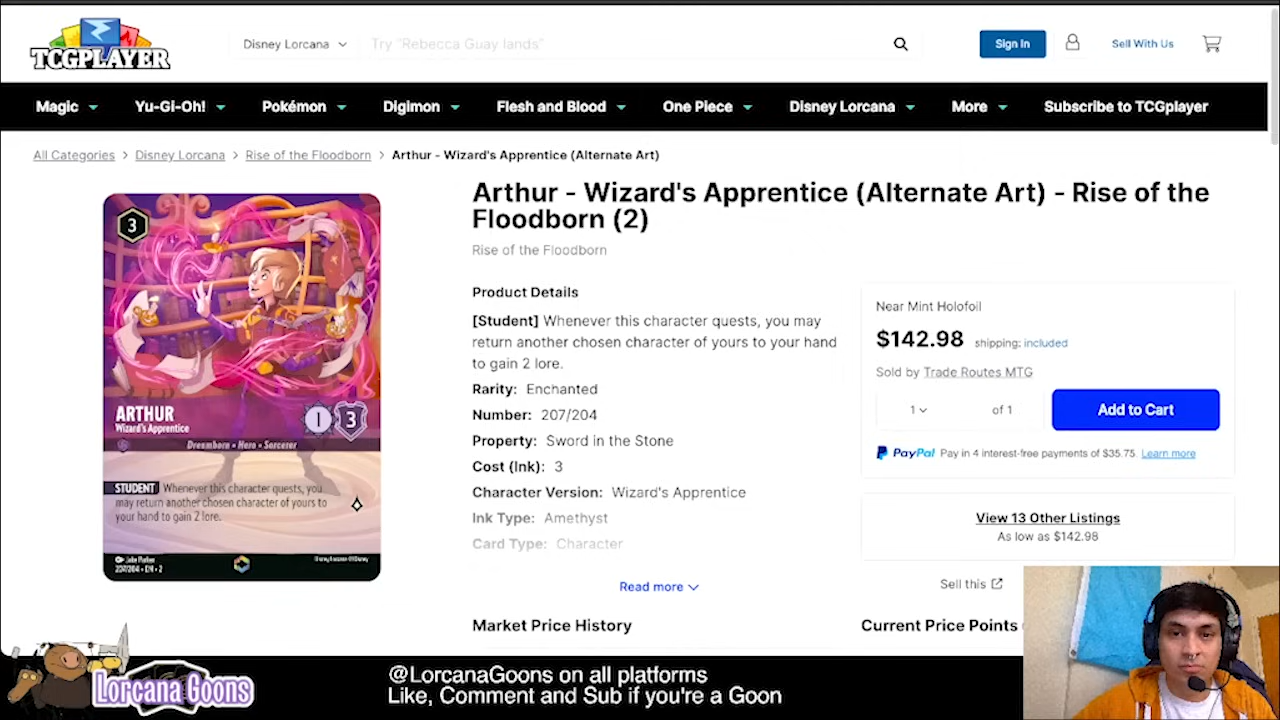 TCGPLAYER
Disney Lorcana
Try "Rebecca Guay lands"
Sign In
Sell With Us
Magic
Yu-Gi-Oh!
Pokémon
Digimon
Flesh and Blood
One Piece
Disney Lorcana
More
Subscribe to TCGplayer
All Categories > Disney Lorcana > Rise of the Floodborn > Arthur - Wizard's Apprentice (Alternate Art)
3
ARTHUR
Wizard's Apprentice
1 3
Dreamborn • Hero • Sorcerer
STUDENT Whenever this character quests, you
may return another chosen character of yours to
your hand to gain 2 lore.
Jake Parker
207/204 • EN • 2
Arthur - Wizard's Apprentice (Alternate Art) - Rise of the
Floodborn (2)
Rise of the Floodborn
Product Details
[Student] Whenever this character quests, you may
return another chosen character of yours to your hand
to gain 2 lore.
Rarity: Enchanted
Number: 207/204
Property: Sword in the Stone
Cost (Ink): 3
Character Version: Wizard's Apprentice
Ink Type: Amethyst
Card Type: Character
Read more
Market Price History
Near Mint Holofoil
$142.98 shipping: included
Sold by Trade Routes MTG
1 of 1
Add to Cart
PayPal Pay in 4 interest-free payments of $35.75. Learn more
View 13 Other Listings
As low as $142.98
Sell this
Current Price Points
Lorcana Goons
@LorcanaGoons on all platforms
Like, Comment and Sub if you're a Goon